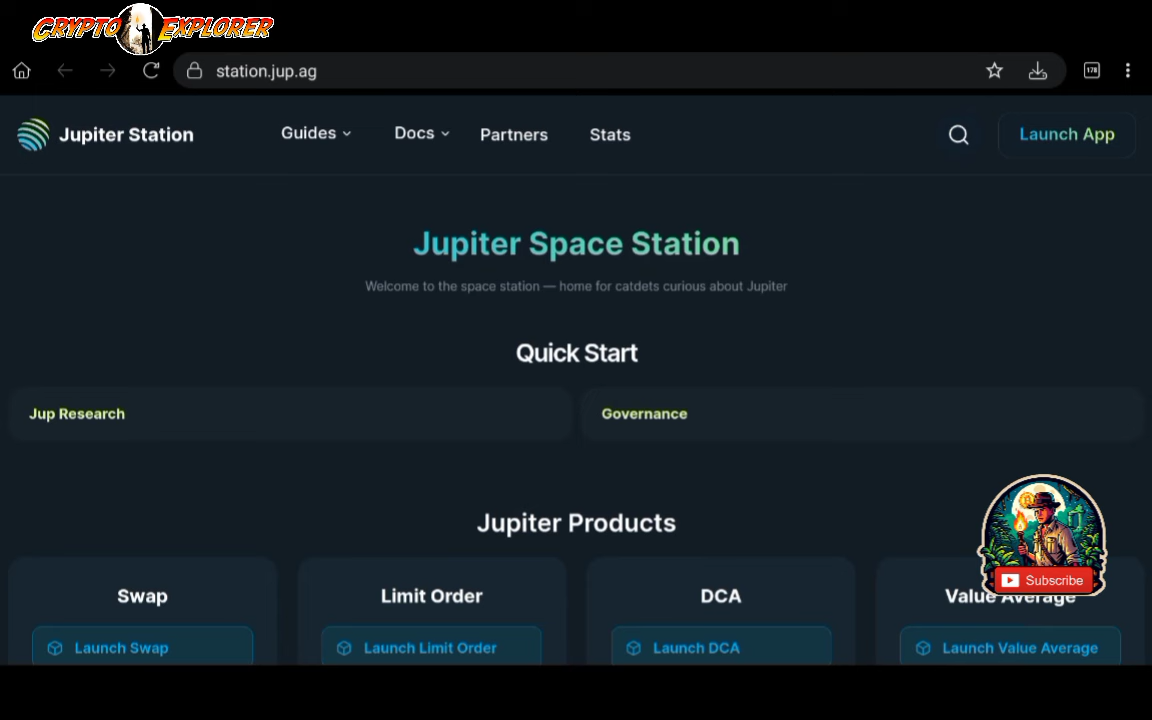 CRYPTO EXPLORER
station.jup.ag
178
Jupiter Station
Guides
Docs
Partners
Stats
Launch App
Jupiter Space Station
Welcome to the space station — home for catdets curious about Jupiter
Quick Start
Jup Research
Governance
Jupiter Products
Subscribe
Swap
Limit Order
DCA
Value Average
Launch Swap
Launch Limit Order
Launch DCA
Launch Value Average